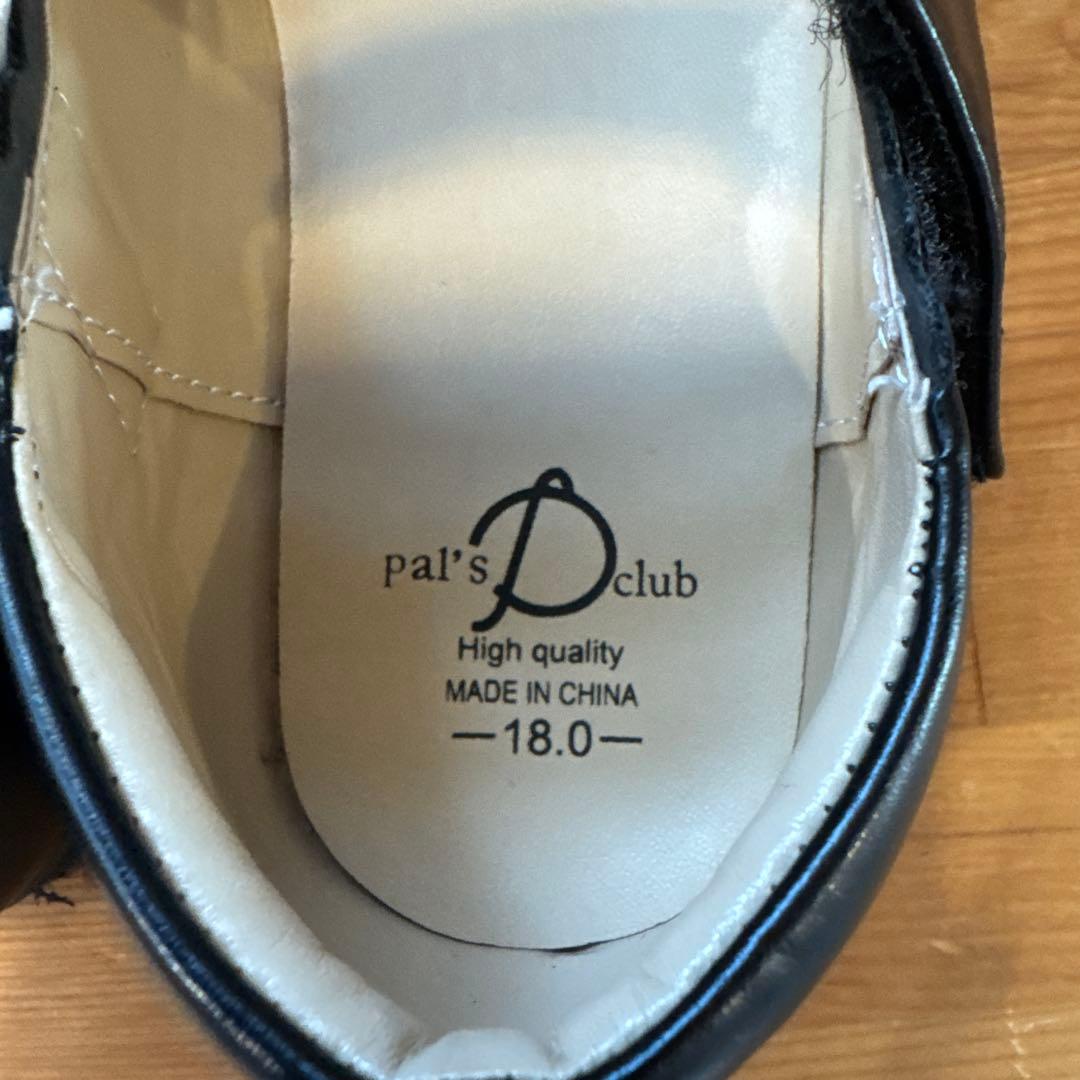 pal's P club
High quality
MADE IN CHINA
—18.0—